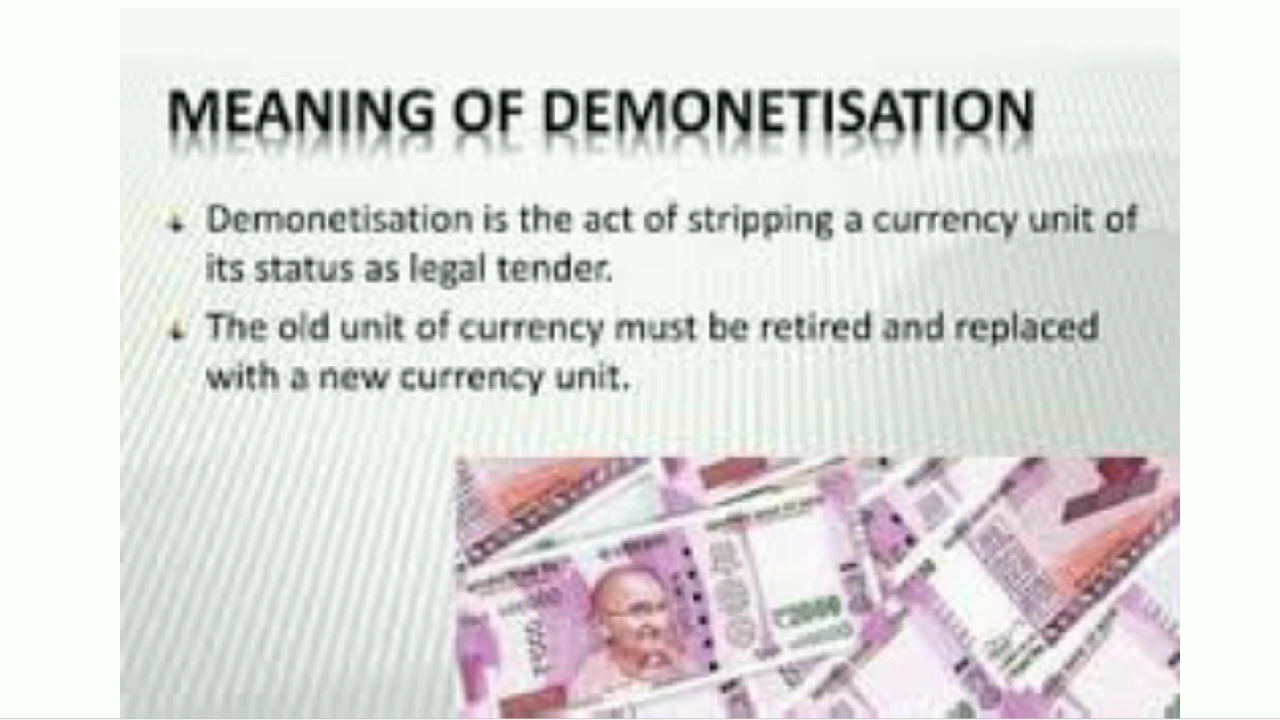 MEANING OF DEMONETISATION
Demonetisation is the act of stripping a currency unit of
its status as legal tender.
The old unit of currency must be retired and replaced
with a new currency unit.
₹2000